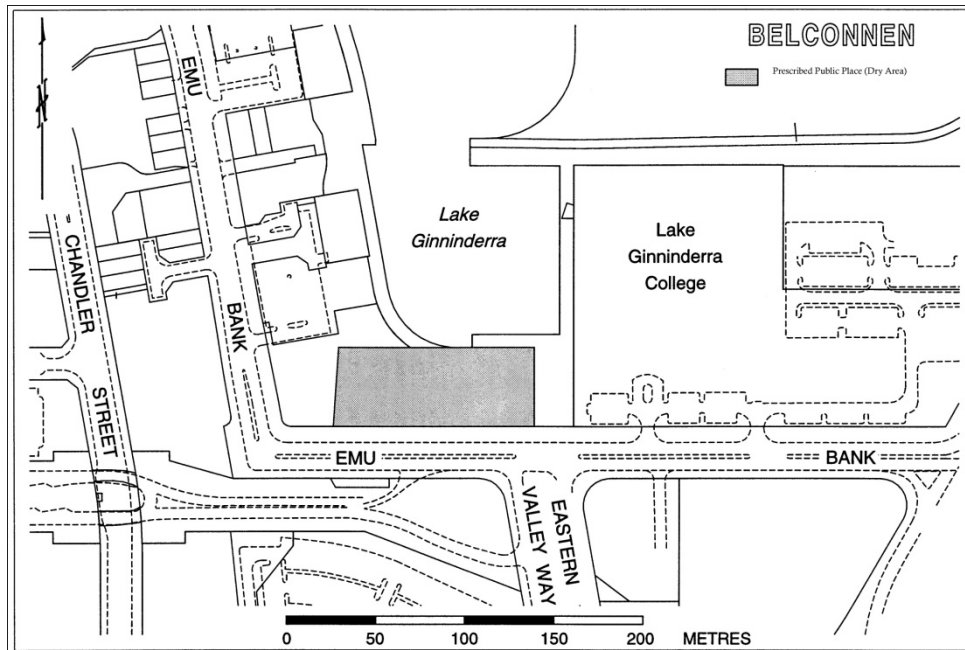 BELCONNEN
Prescribed Public Place (Dry Area)
N
EMU
Lake
Ginninderra
Lake
Ginninderra
College
CHANDLER
BANK
STREET
EMU
BANK
EASTERN
VALLEY WAY
0 50 100 150 200 METRES